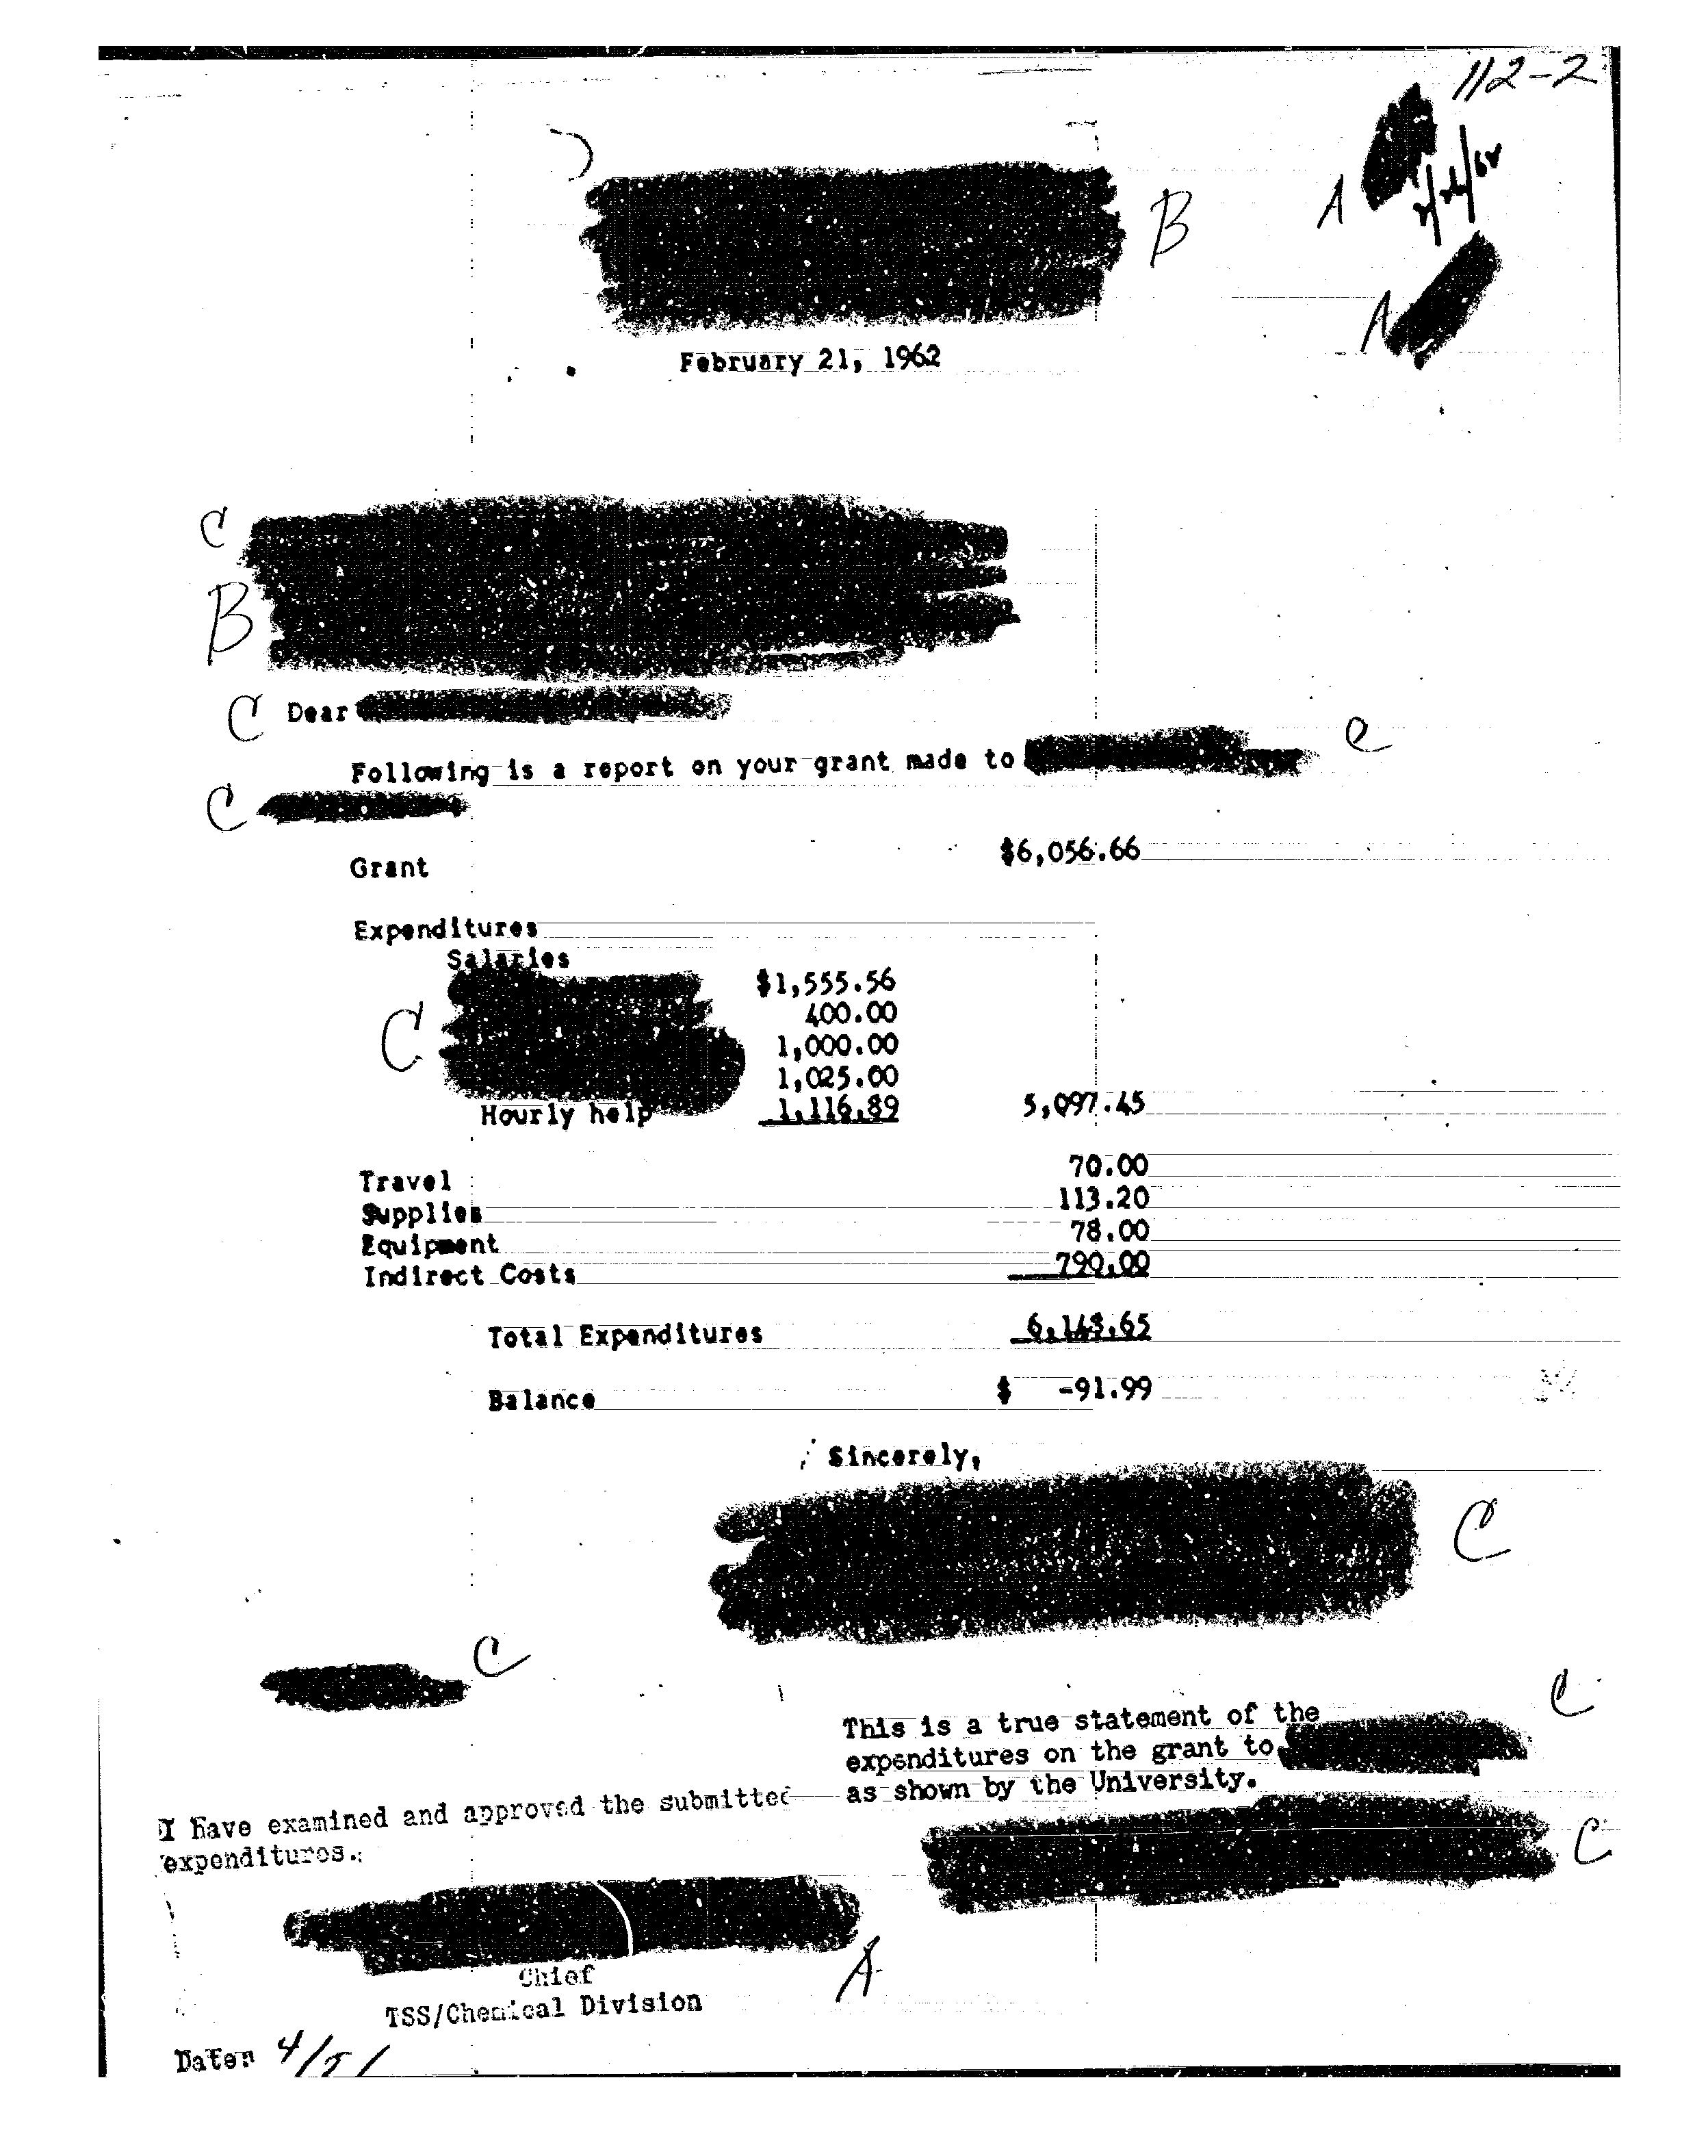 112-2
B
A
A
February 21, 1962
C
B
C Dear
Following is a report on your grant made to C
C
Grant $6,056.66
Expenditures
Salaries
$1,555.56
400.00
C 1,000.00
1,025.00
Hourly help 1,116.89 5,097.45
Travel 70.00
Supplies 113.20
Equipment 78.00
Indirect Costs 790.00
Total Expenditures 6,148.65
Balance $ -91.99
Sincerely,
C
C
C
This is a true statement of the
expenditures on the grant to
as shown by the University.
I have examined and approved the submitted
expenditures.
C
A
Chief
TSS/Chemical Division
Date: